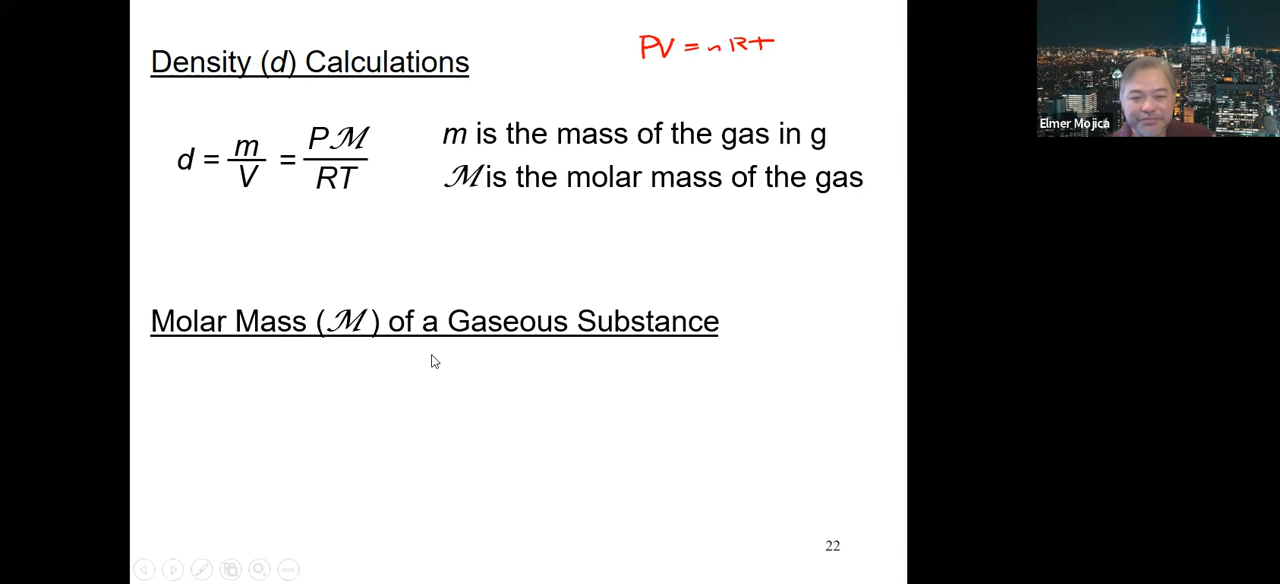 PV = nRT
Density (d) Calculations
d = m/V = Pℳ/RT
m is the mass of the gas in g
ℳ is the molar mass of the gas
Molar Mass (ℳ) of a Gaseous Substance
22
Elmer Mojica